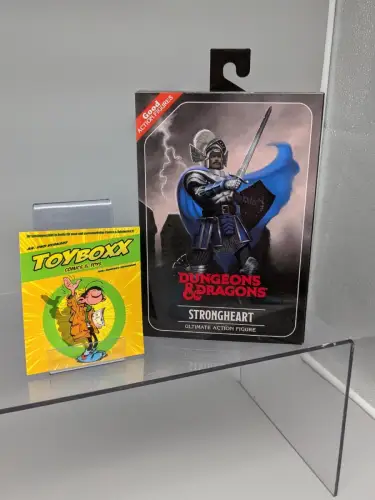 Good
ACTION FIGURES
DUNGEONS
& DRAGONS
STRONGHEART
ULTIMATE ACTION FIGURE
TOYBOXX
COMICS & TOYS